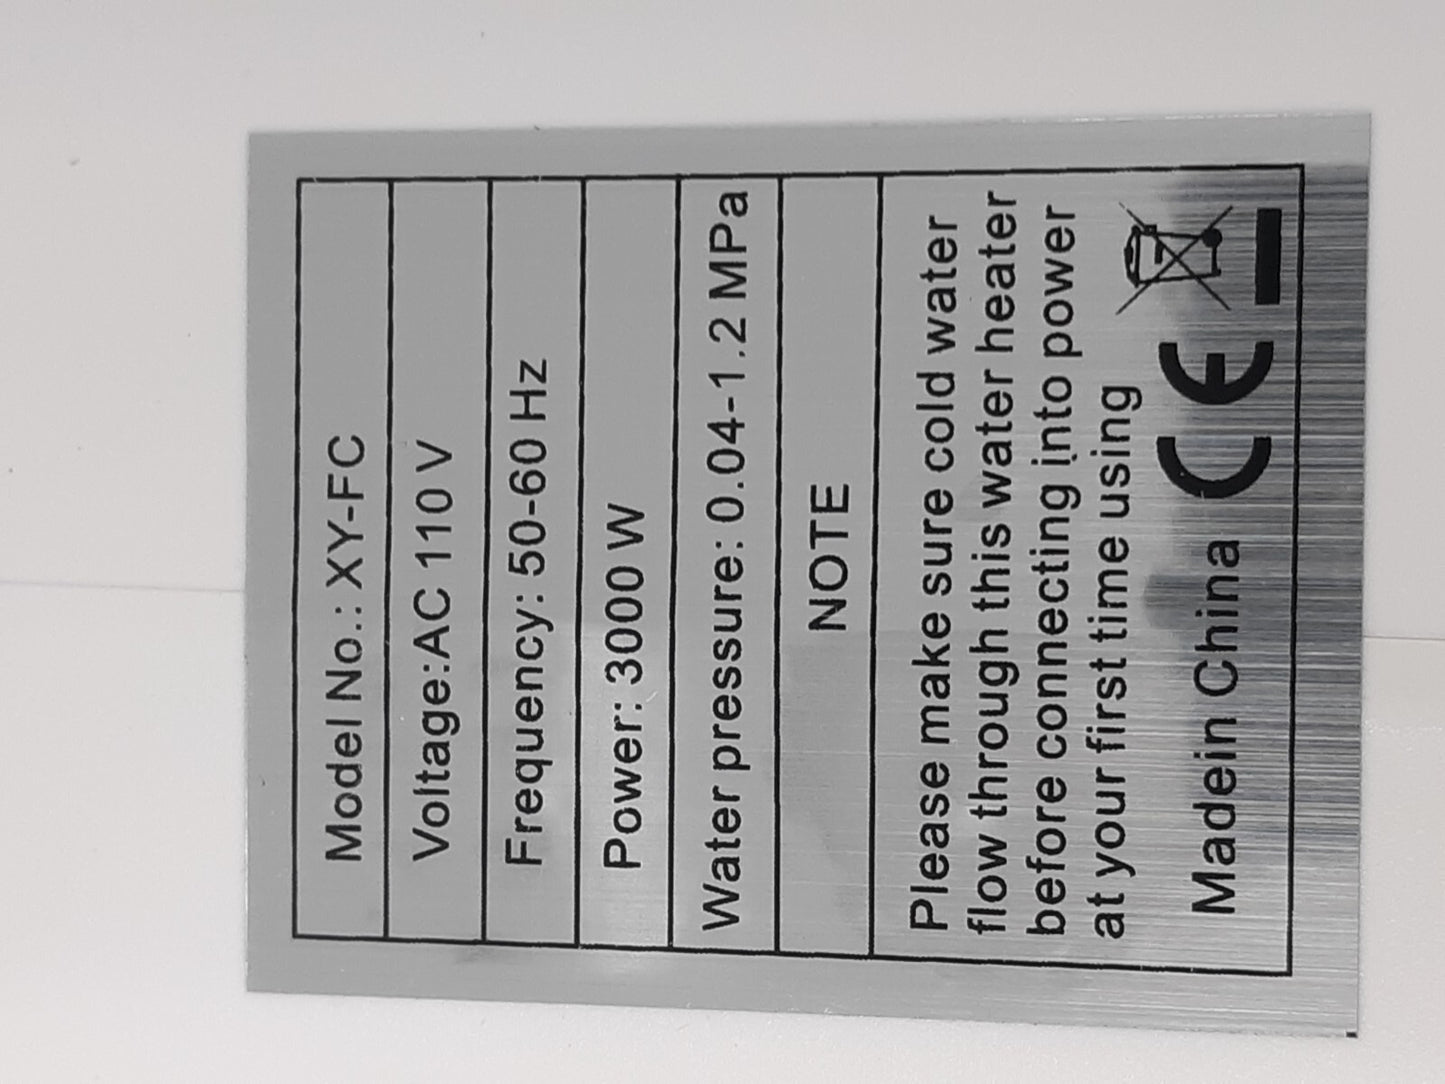 Model No.: XY-FC
Voltage:AC 110 V
Frequency: 50-60 Hz
Power: 3000 W
Water pressure: 0.04-1.2 MPa
NOTE
Please make sure cold water
flow through this water heater
before connecting into power
at your first time using
Madein China CE